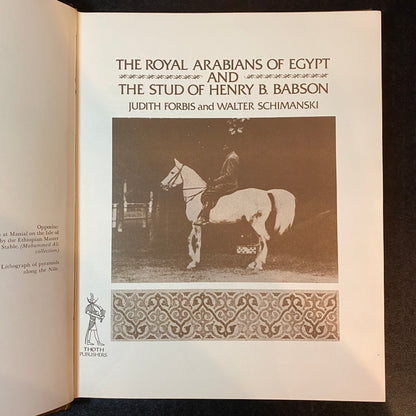 THE ROYAL ARABIANS OF EGYPT
AND
THE STUD OF HENRY B. BABSON
JUDITH FORBIS and WALTER SCHIMANSKI
Opposite:
at Manial on the Isle of
by the Ethiopian Master
Stable. (Mohammed Ali
collection)
Lithograph of pyramids
along the Nile.
THOTH
PUBLISHERS